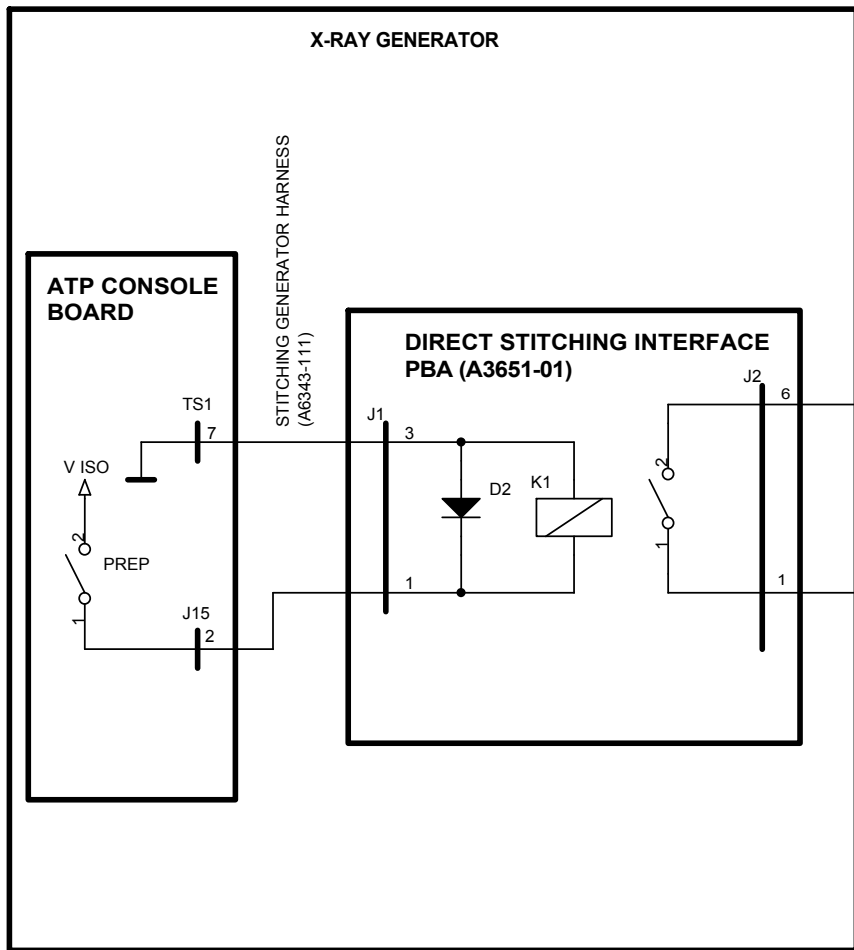 X-RAY GENERATOR
STITCHING GENERATOR HARNESS
(A6343-111)
ATP CONSOLE
BOARD
DIRECT STITCHING INTERFACE
PBA (A3651-01)
TS1
7
V ISO
2
PREP
1
J15
2
J1
3
1
D2
K1
2
1
J2
6
1